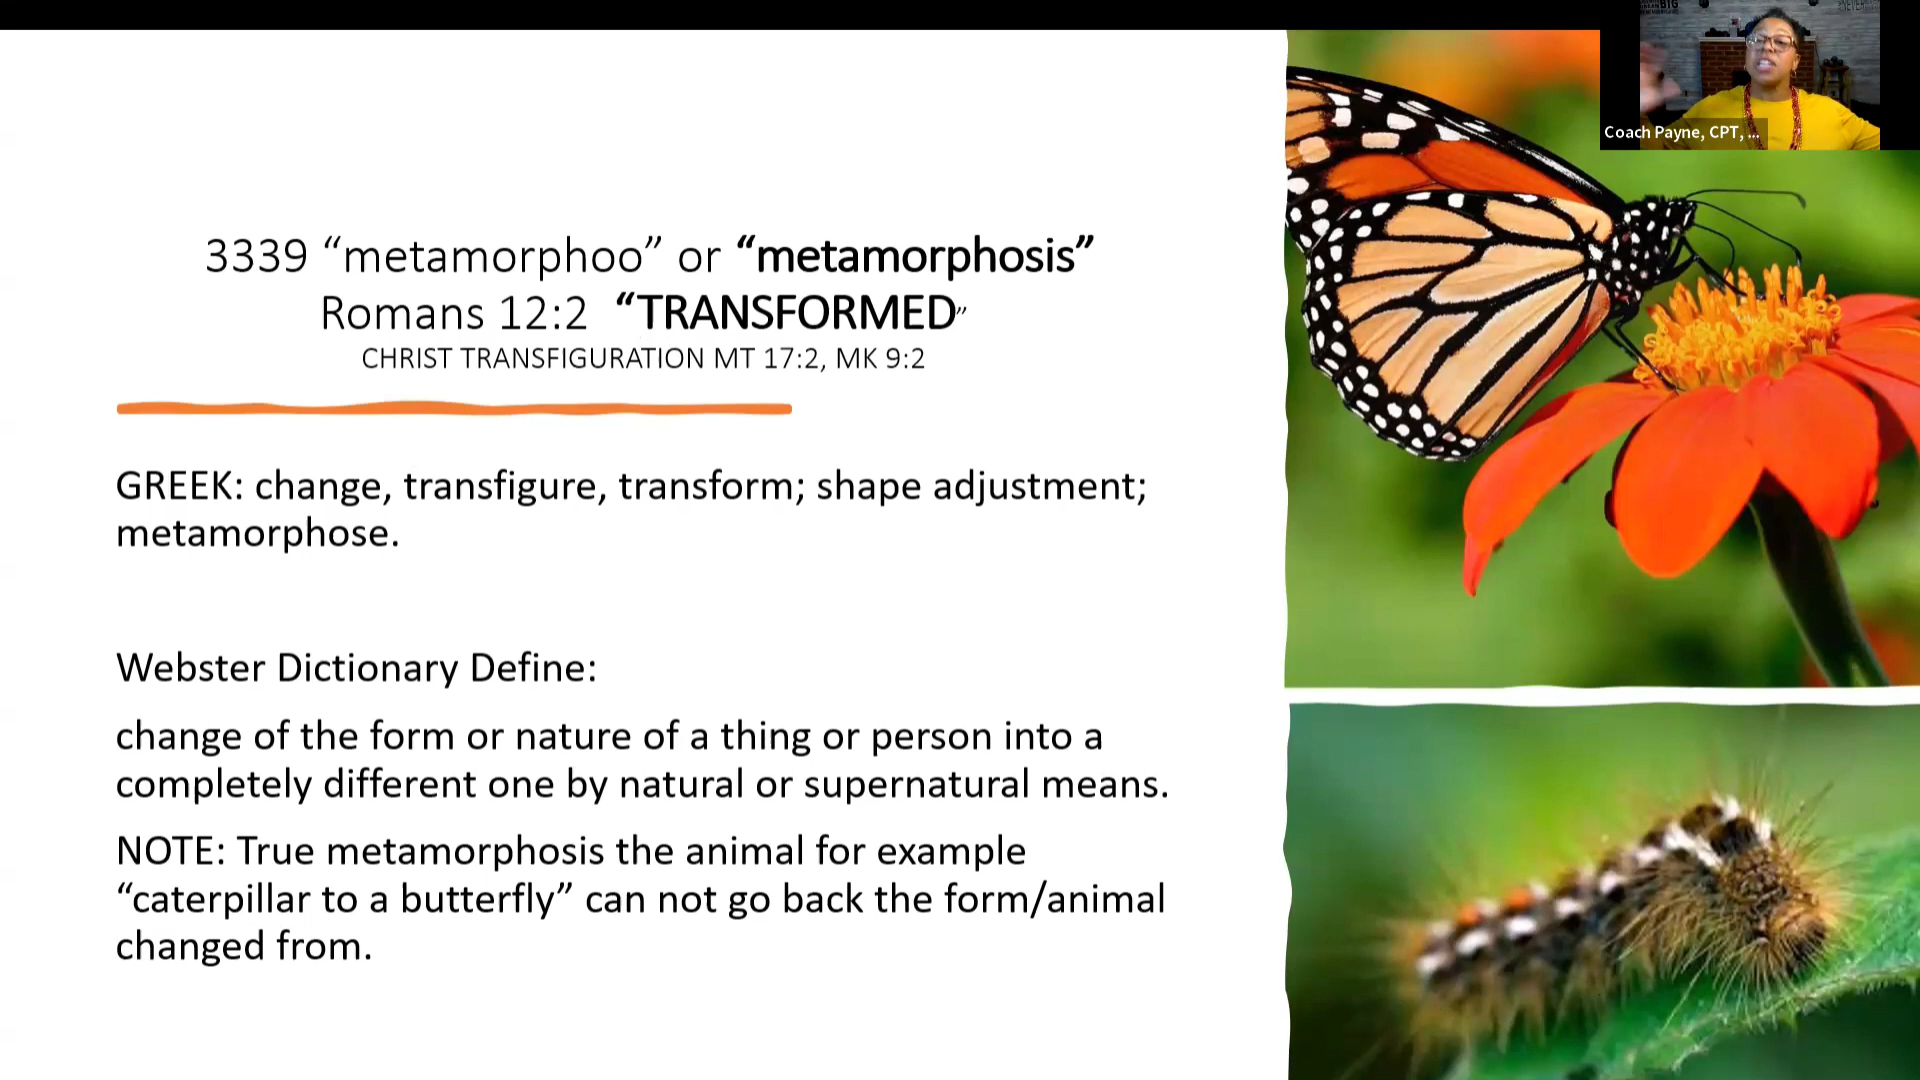 BIG
Coach Payne, CPT, ...
3339 “metamorphoo” or “metamorphosis”
Romans 12:2 “TRANSFORMED”
CHRIST TRANSFIGURATION MT 17:2, MK 9:2
GREEK: change, transfigure, transform; shape adjustment;
metamorphose.
Webster Dictionary Define:
change of the form or nature of a thing or person into a
completely different one by natural or supernatural means.
NOTE: True metamorphosis the animal for example
“caterpillar to a butterfly” can not go back the form/animal
changed from.